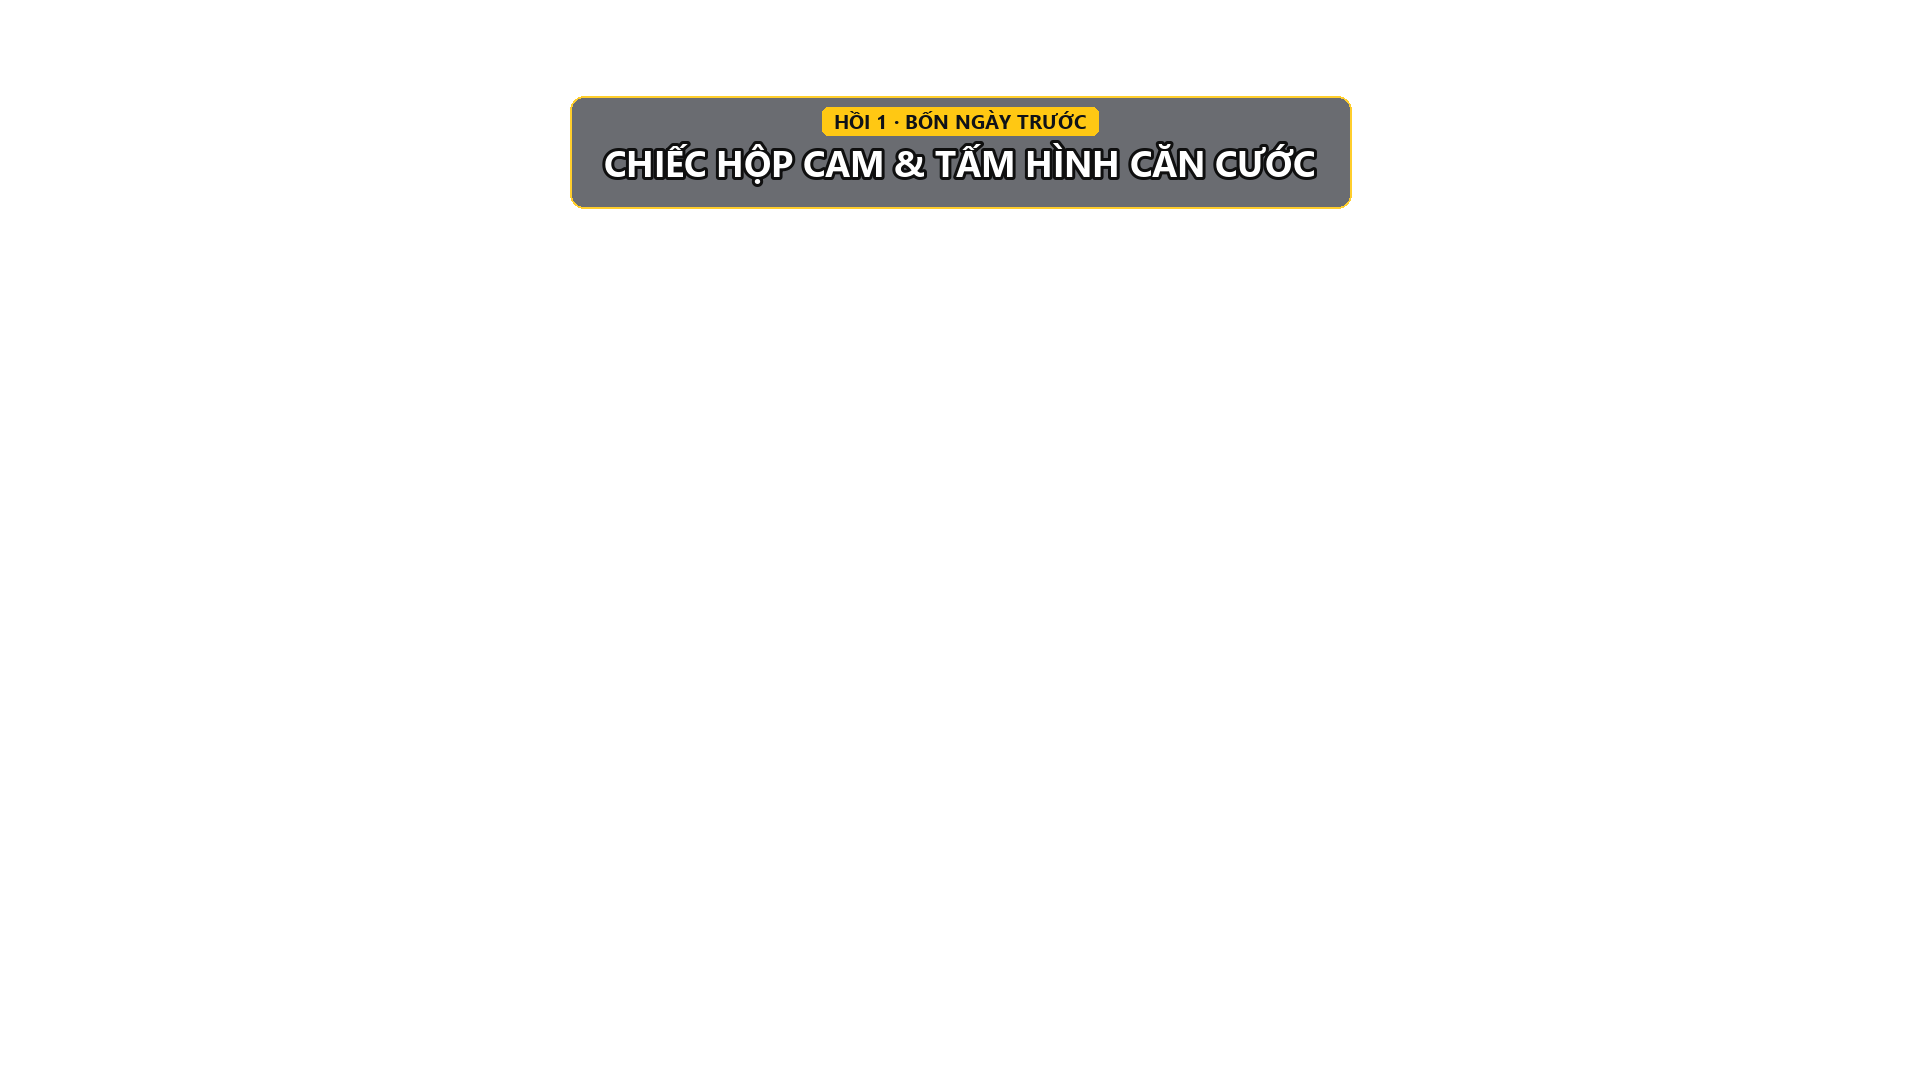 HỒI 1 · BỐN NGÀY TRƯỚC
CHIẾC HỘP CAM & TẤM HÌNH CĂN CƯỚC